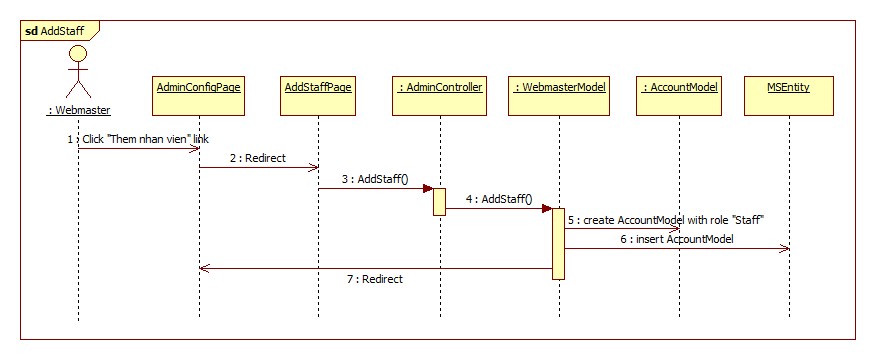 sd AddStaff
: Webmaster
AdminConfigPage
AddStaffPage
: AdminController
: WebmasterModel
: AccountModel
MSEntity
1 : Click "Them nhan vien" link
2 : Redirect
3 : AddStaff()
4 : AddStaff()
5 : create AccountModel with role "Staff"
6 : insert AccountModel
7 : Redirect